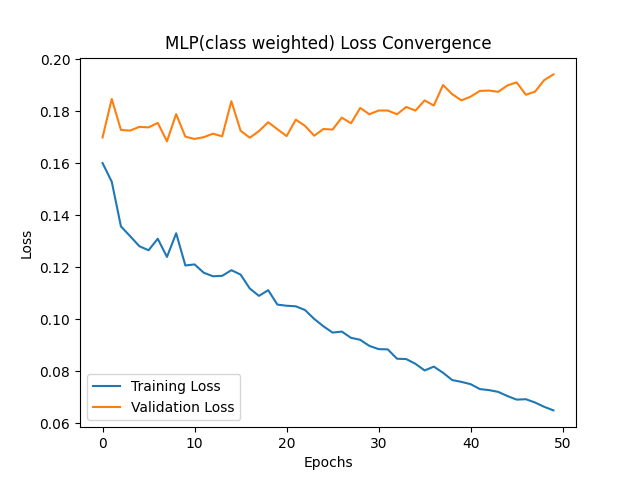 MLP(class weighted) Loss Convergence
0.20
0.18
0.16
0.14
0.12
0.10
0.08
0.06
Loss
Training Loss
Validation Loss
0 10 20 30 40 50
Epochs